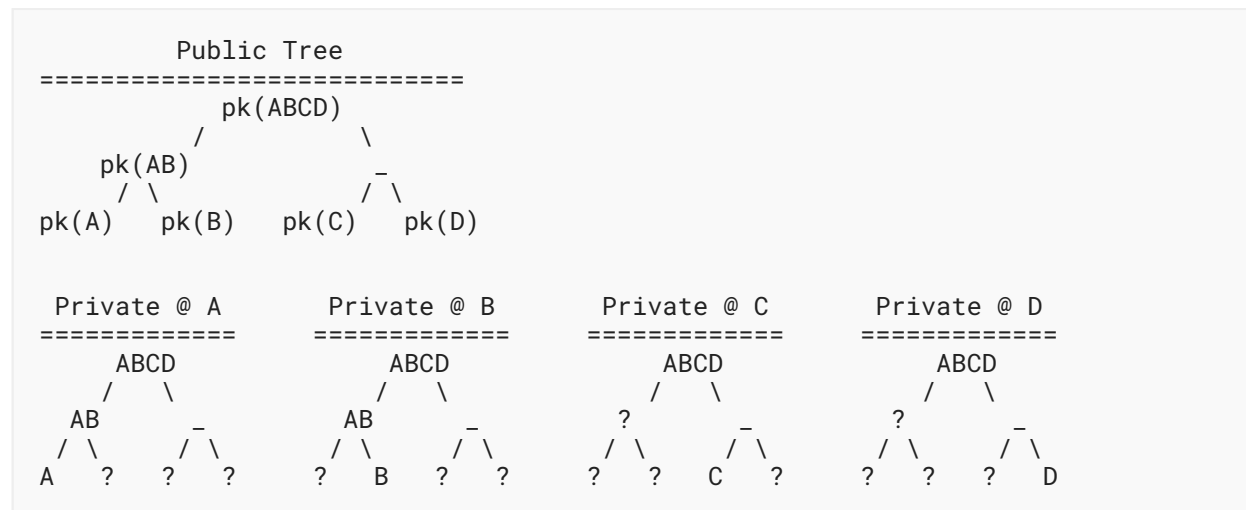 Public Tree
============================
            pk(ABCD)
          /          \
    pk(AB)            _
     / \             / \
pk(A)   pk(B)   pk(C)   pk(D)
 Private @ A       Private @ B       Private @ C       Private @ D
=============     =============     =============     =============
     ABCD              ABCD              ABCD              ABCD
    /   \             /   \             /   \             /   \
  AB      _         AB      _         ?       _         ?       _
 / \     / \       / \     / \       / \     / \       / \     / \
A   ?   ?   ?     ?   B   ?   ?     ?   ?   C   ?     ?   ?   ?   D